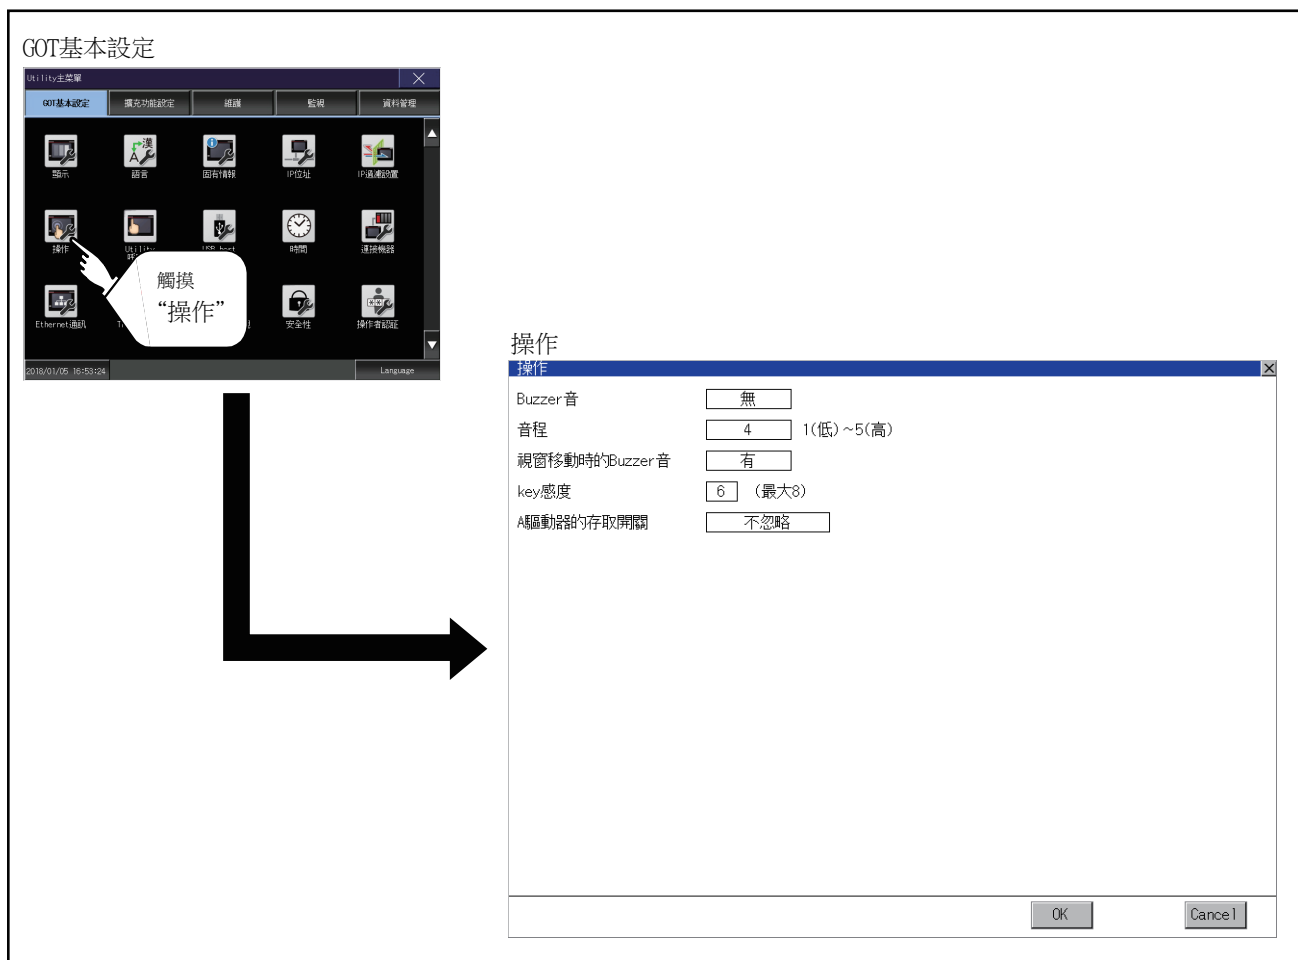 GOT基本設定
Utility主菜單
GOT基本設定 擴充功能設定 維護 監視 資料管理
顯示 語言 固有情報 IP位址 IP過濾設置
操作 Utility USB host 時間 連接機器
觸摸
“操作”
Ethernet通訊 安全性 操作者認証
2018/01/05 16:53:24 Language
操作
操作
Buzzer音 無
音程 4 1(低)~5(高)
視窗移動時的Buzzer音 有
key感度 6 (最大8)
A驅動器的存取開關 不忽略
OK Cancel